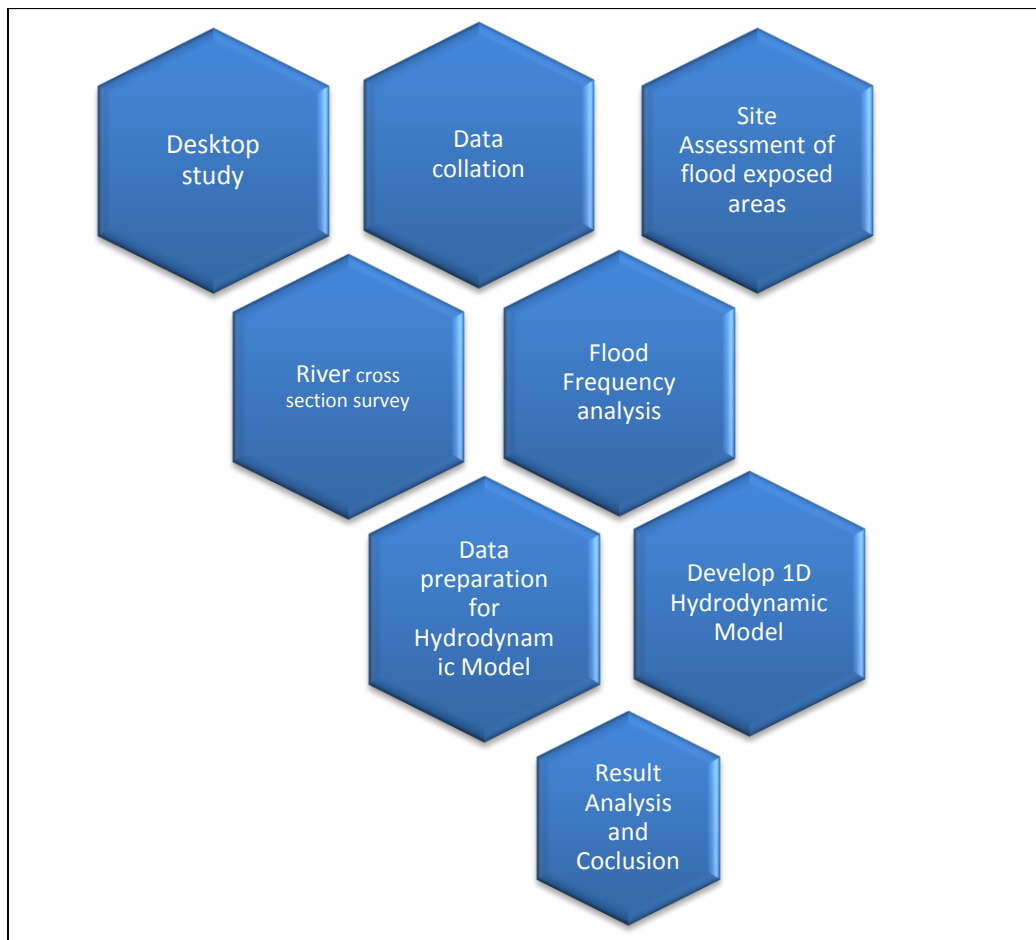 Desktop
study
Data
collation
Site
Assessment of
flood exposed
areas
River cross
section survey
Flood
Frequency
analysis
Data
preparation
for
Hydrodynam
ic Model
Develop 1D
Hydrodynamic
Model
Result
Analysis
and
Coclusion